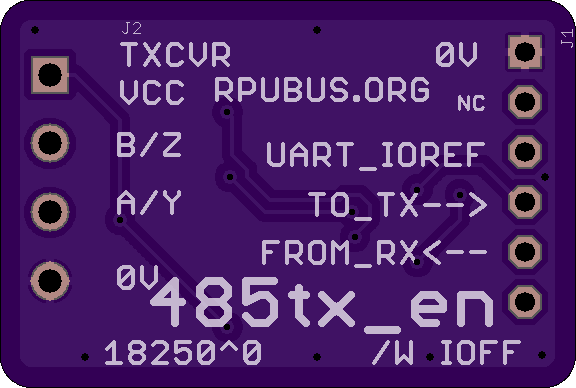 J2
J1
TXCVR
0V
VCC
RPUBUS.ORG
NC
B/Z
UART_IOREF
A/Y
TO_TX-->
FROM_RX<--
0V
485tx_en
18250^0
/W IOFF